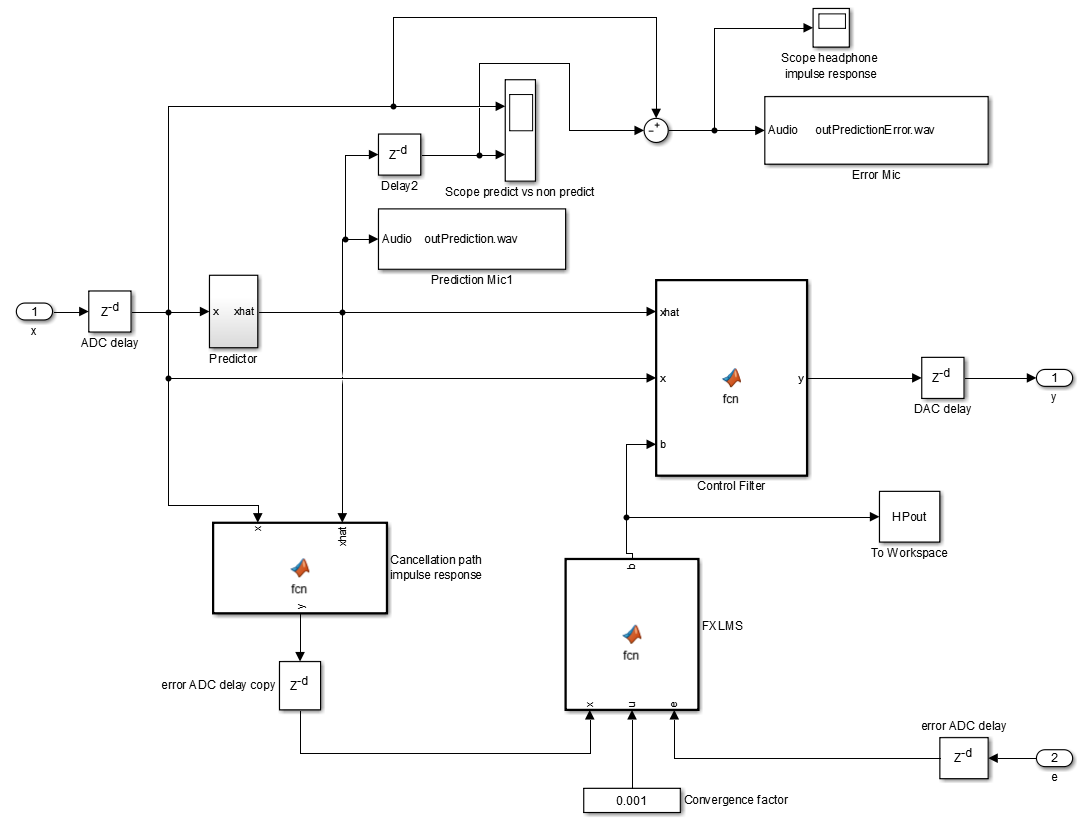 Scope headphone
impulse response
Audio outPredictionError.wav
Error Mic
Z-d
Delay2
Scope predict vs non predict
Audio outPrediction.wav
Prediction Mic1
1
x
Z-d
ADC delay
x xhat
Predictor
xhat
x
b
y
fcn
Control Filter
Z-d
DAC delay
1
y
x
xhat
fcn
y
Cancellation path
impulse response
HPout
To Workspace
b
fcn
x
u
e
FXLMS
error ADC delay copy
Z-d
error ADC delay
Z-d
2
e
0.001
Convergence factor